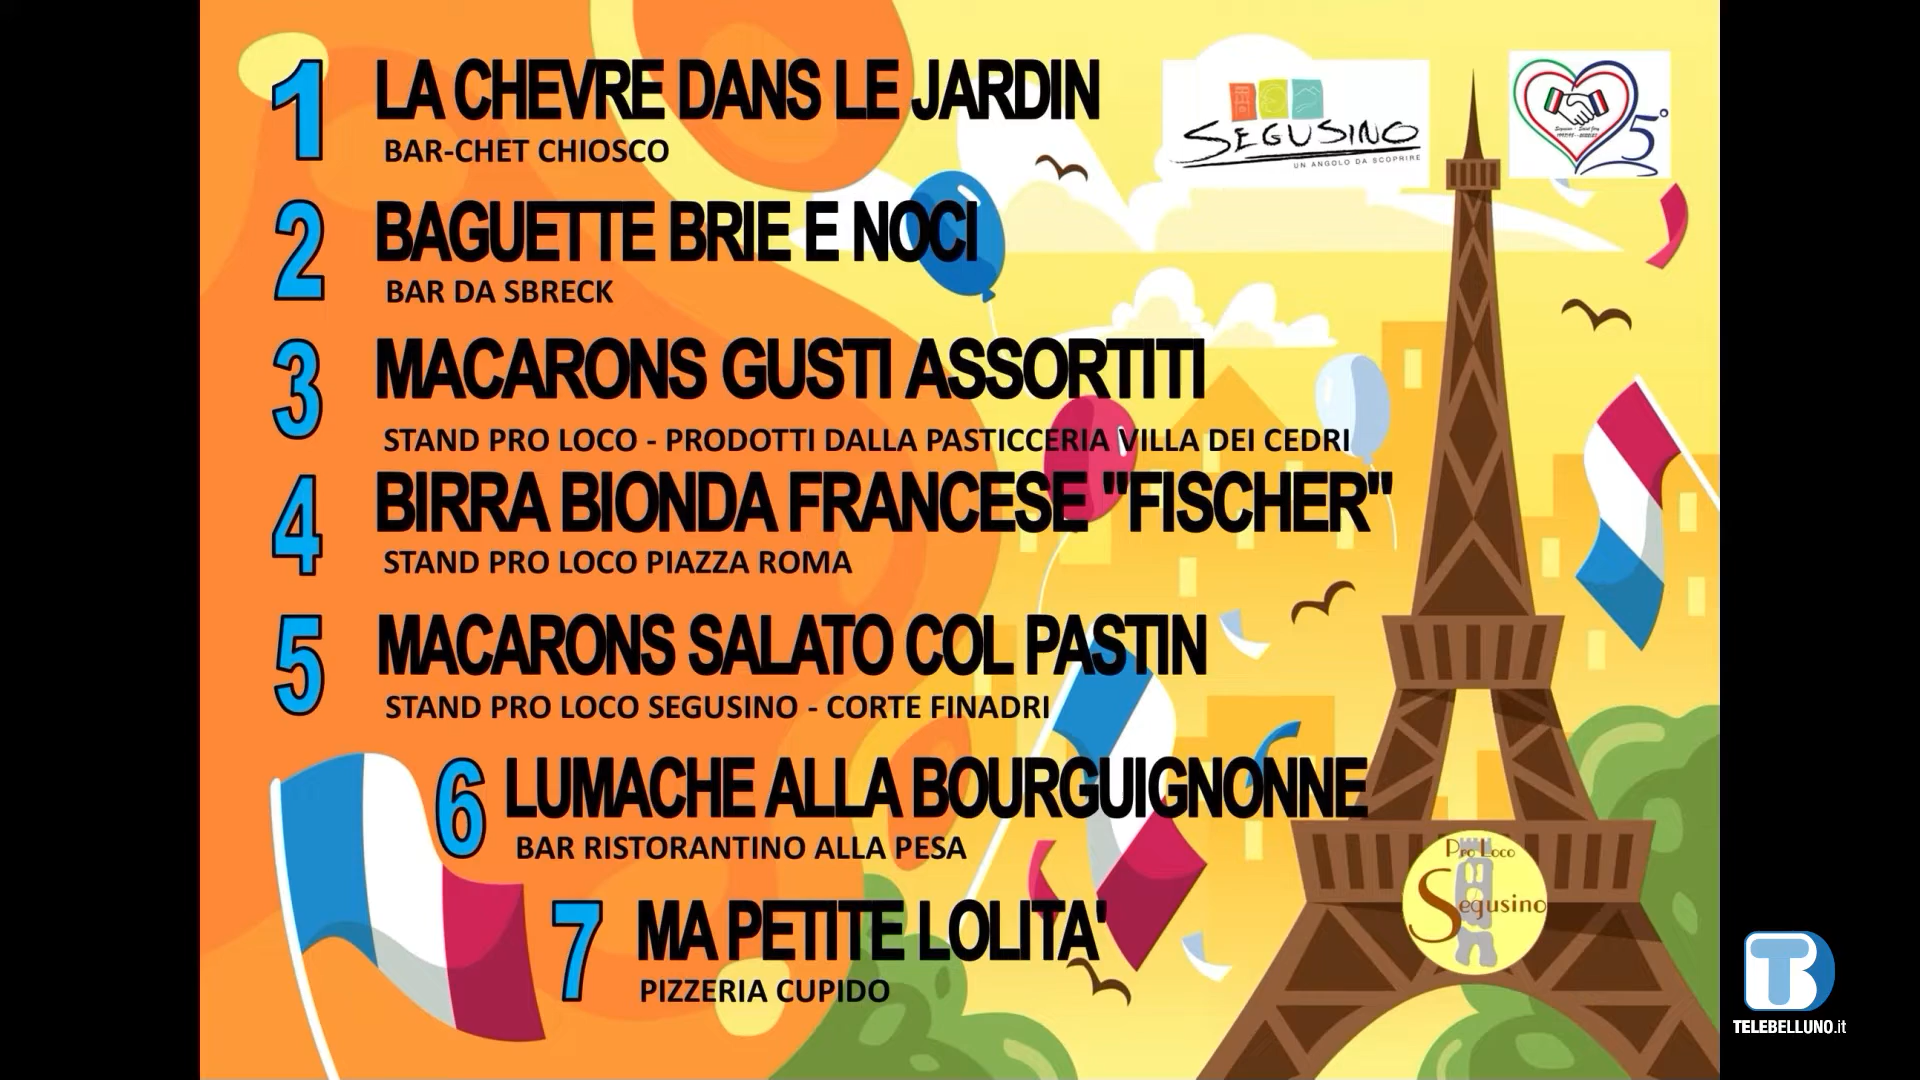 1 LA CHEVRE DANS LE JARDIN
BAR-CHET CHIOSCO
SEGUSINO
UN ANGOLO DA SCOPRIRE
5°
2 BAGUETTE BRIE E NOCI
BAR DA SBRECK
3 MACARONS GUSTI ASSORTITI
STAND PRO LOCO - PRODOTTI DALLA PASTICCERIA VILLA DEI CEDRI
4 BIRRA BIONDA FRANCESE "FISCHER"
STAND PRO LOCO PIAZZA ROMA
5 MACARONS SALATO COL PASTIN
STAND PRO LOCO SEGUSINO - CORTE FINADRI
6 LUMACHE ALLA BOURGUIGNONNE
BAR RISTORANTINO ALLA PESA
Pro Loco
Segusino
7 MA PETITE LOLITA'
PIZZERIA CUPIDO
TB
TELEBELLUNO.it